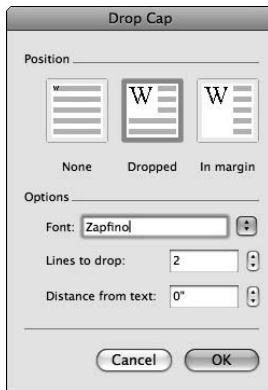 Drop Cap
Position
W W W
None Dropped In margin
Options
Font: Zapfino
Lines to drop: 2
Distance from text: 0"
Cancel OK